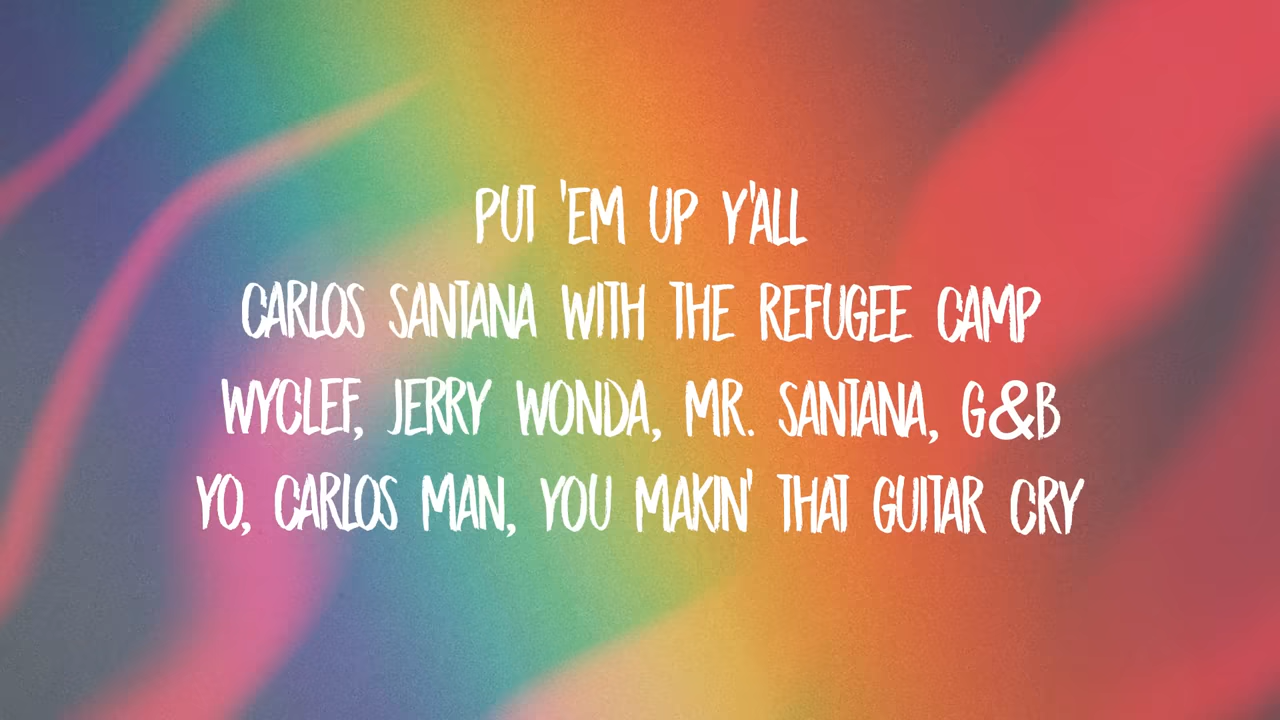 PUT 'EM UP Y'ALL
CARLOS SANTANA WITH THE REFUGEE CAMP
WYCLEF, JERRY WONDA, MR. SANTANA, G&B
YO, CARLOS MAN, YOU MAKIN' THAT GUITAR CRY